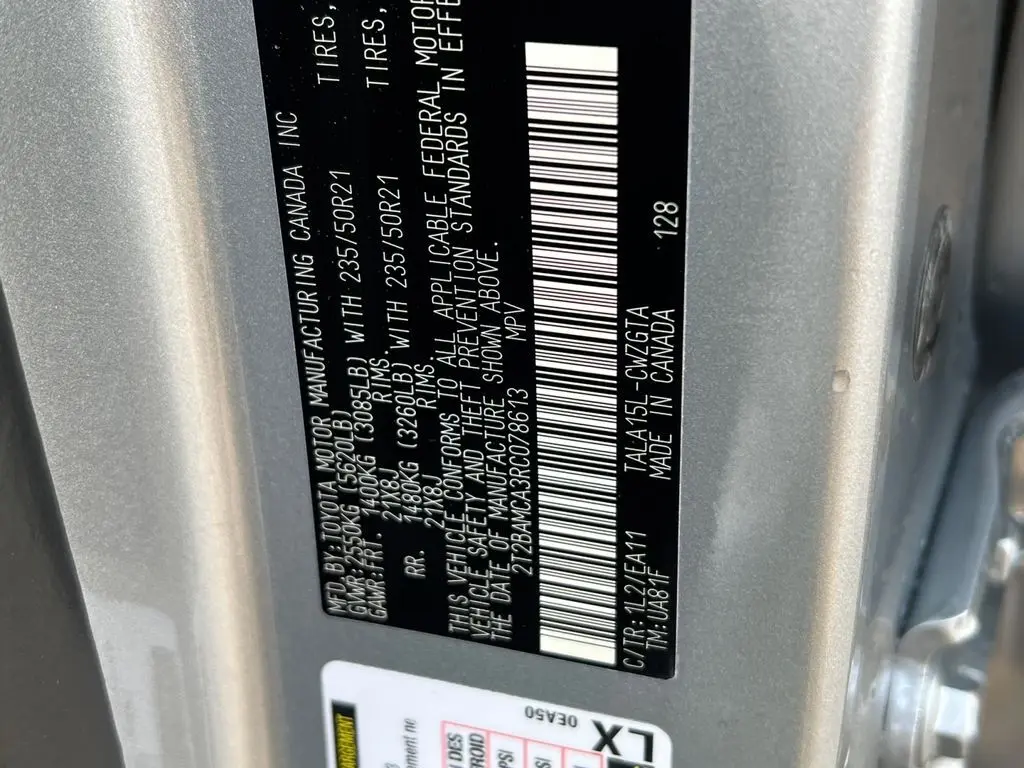 MFD.BY:TOYOTA MOTOR MANUFACTURING CANADA INC
GVWR:2550KG(5620LB)
GAWR:FRT. 1400KG(3085LB) WITH 235/50R21 TIRES,
21X8J RIMS.
RR. 1480KG(3260LB) WITH 235/50R21 TIRES,
21X8J RIMS.
THIS VEHICLE CONFORMS TO ALL APPLICABLE FEDERAL MOTOR
VEHICLE SAFETY AND THEFT PREVENTION STANDARDS IN EFFE
THE DATE OF MANUFACTURE SHOWN ABOVE.
2T2BAMCA3RC078613 MPV
C/TR:1L2/EA11 TALA15L-CWZGTA 128
TM:UA81F MADE IN CANADA
LX
0EA50